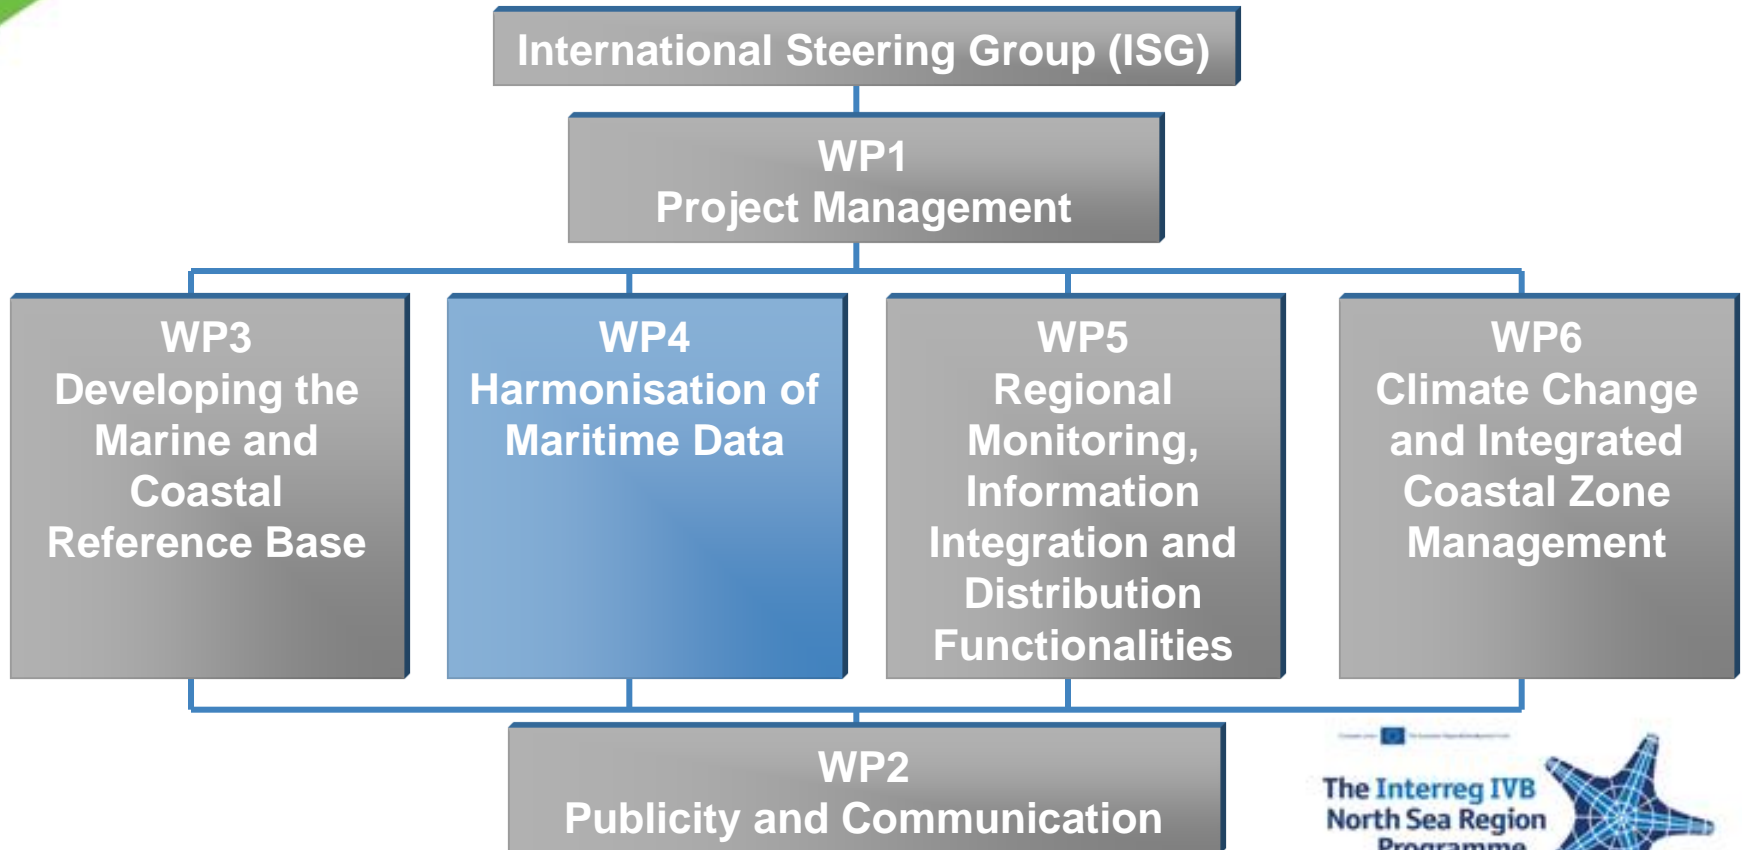 International Steering Group (ISG)
WP1
Project Management
WP3
Developing the
Marine and
Coastal
Reference Base
WP4
Harmonisation of
Maritime Data
WP5
Regional
Monitoring,
Information
Integration and
Distribution
Functionalities
WP6
Climate Change
and Integrated
Coastal Zone
Management
WP2
Publicity and Communication
The Interreg IVB
North Sea Region
Programme